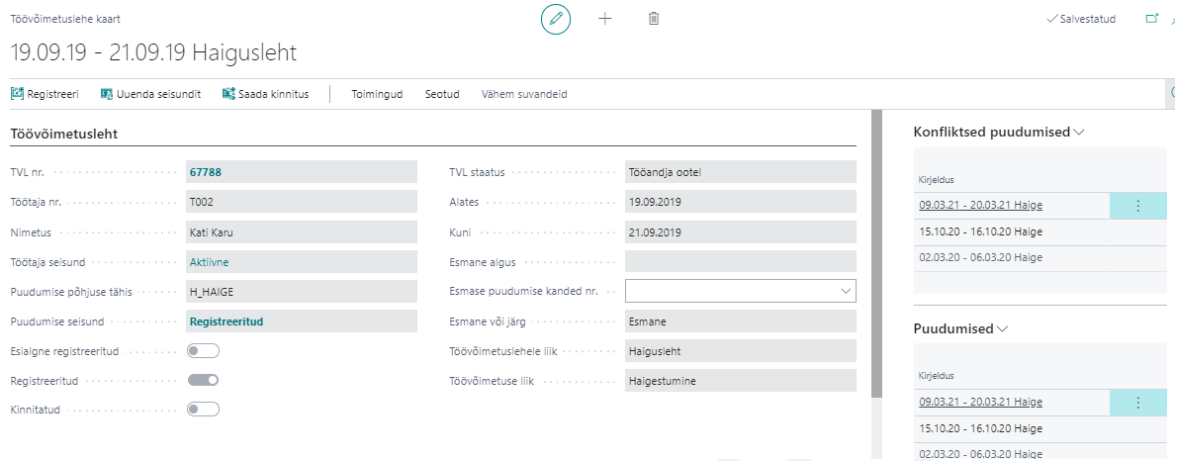 Töövõimetuslehe kaart
Salvestatud
19.09.19 - 21.09.19 Haigusleht
Registreeri Uuenda seisundit Saada kinnitus Toimingud Seotud Vähem suvandeid
Töövõimetusleht
TVL nr. 67788
Töötaja nr. T002
Nimetus Kati Karu
Töötaja seisund Aktiivne
Puudumise põhjuse tähis H_HAIGE
Puudumise seisund Registreeritud
Esialgne registreeritud
Registreeritud
Kinnitatud
TVL staatus Tööandja ootel
Alates 19.09.2019
Kuni 21.09.2019
Esmane algus
Esmase puudumise kanded nr.
Esmane või järg Esmane
Töövõimetuslehele liik Haigusleht
Töövõimetuse liik Haigestumine
Konfliktsed puudumised
Kirjeldus
09.03.21 - 20.03.21 Haige
15.10.20 - 16.10.20 Haige
02.03.20 - 06.03.20 Haige
Puudumised
Kirjeldus
09.03.21 - 20.03.21 Haige
15.10.20 - 16.10.20 Haige
02.03.20 - 06.03.20 Haige